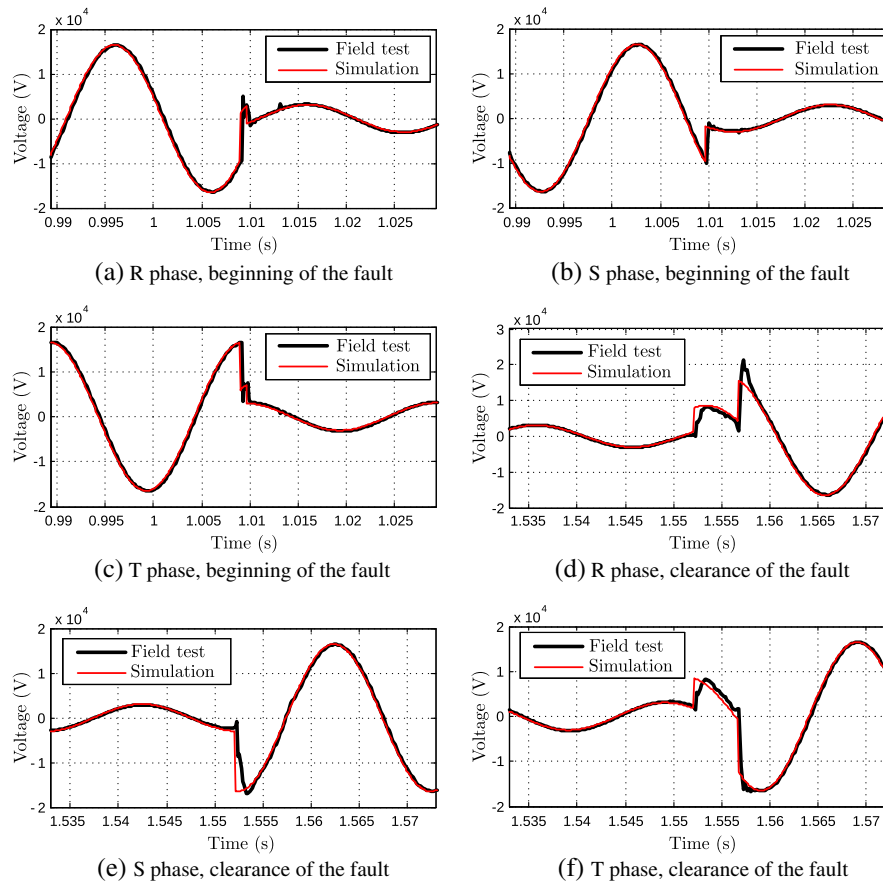 x 10^4
2
1
0
-1
-2
Voltage (V)
Field test
Simulation
0.99 0.995 1 1.005 1.01 1.015 1.02 1.025
Time (s)
(a) R phase, beginning of the fault
x 10^4
2
1
0
-1
-2
Voltage (V)
Field test
Simulation
0.99 0.995 1 1.005 1.01 1.015 1.02 1.025
Time (s)
(b) S phase, beginning of the fault
x 10^4
2
1
0
-1
-2
Voltage (V)
Field test
Simulation
0.99 0.995 1 1.005 1.01 1.015 1.02 1.025
Time (s)
(c) T phase, beginning of the fault
x 10^4
3
2
1
0
-1
-2
Voltage (V)
Field test
Simulation
1.535 1.54 1.545 1.55 1.555 1.56 1.565 1.57
Time (s)
(d) R phase, clearance of the fault
x 10^4
2
1
0
-1
-2
Voltage (V)
Field test
Simulation
1.535 1.54 1.545 1.55 1.555 1.56 1.565 1.57
Time (s)
(e) S phase, clearance of the fault
x 10^4
2
1
0
-1
-2
Voltage (V)
Field test
Simulation
1.535 1.54 1.545 1.55 1.555 1.56 1.565 1.57
Time (s)
(f) T phase, clearance of the fault